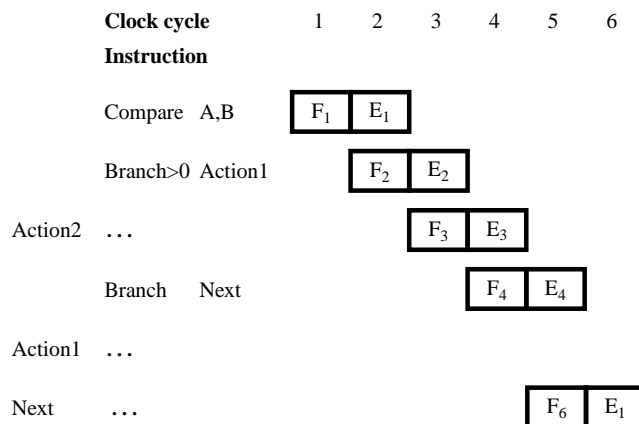 Clock cycle 1 2 3 4 5 6
Instruction
Compare A,B F1 E1
Branch>0 Action1 F2 E2
Action2 ... F3 E3
Branch Next F4 E4
Action1 ...
Next ... F6 E1